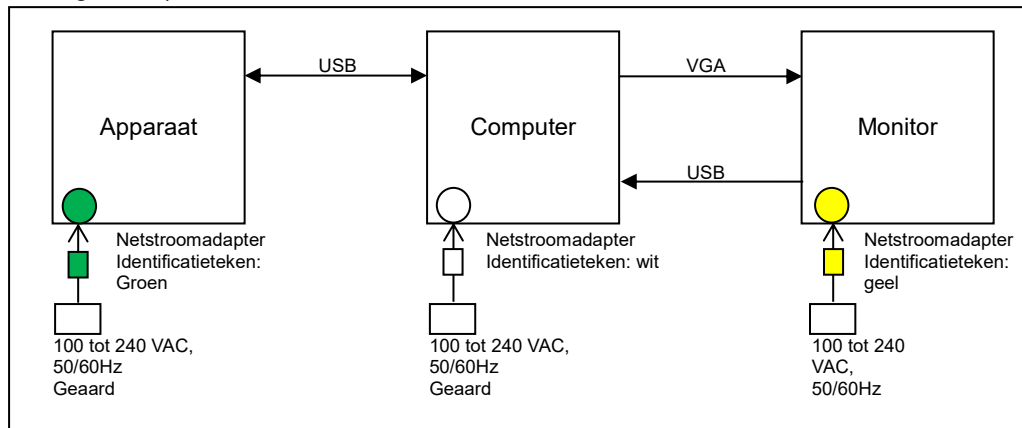 USB
VGA
Apparaat
Computer
Monitor
USB
Netstroomadapter
Identificatieteken:
Groen
Netstroomadapter
Identificatieteken: wit
Netstroomadapter
Identificatieteken:
geel
100 tot 240 VAC,
50/60Hz
Geaard
100 tot 240 VAC,
50/60Hz
Geaard
100 tot 240
VAC,
50/60Hz